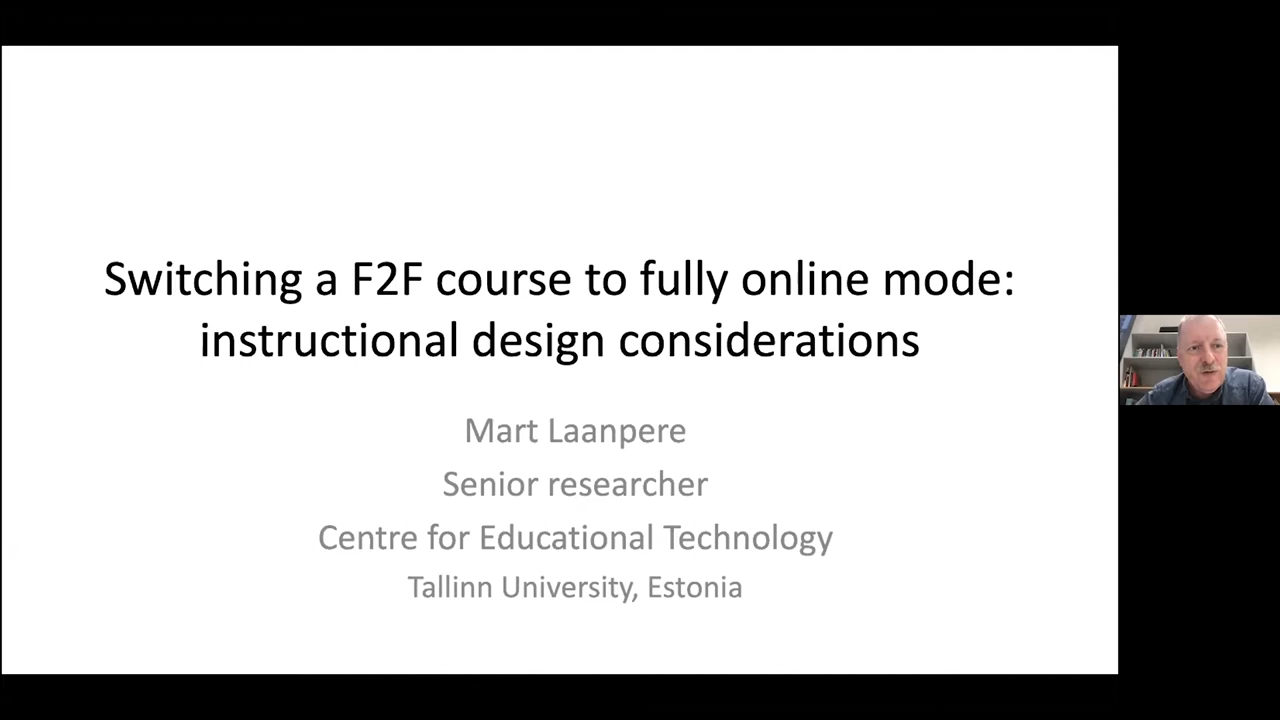 Switching a F2F course to fully online mode:
instructional design considerations
Mart Laanpere
Senior researcher
Centre for Educational Technology
Tallinn University, Estonia